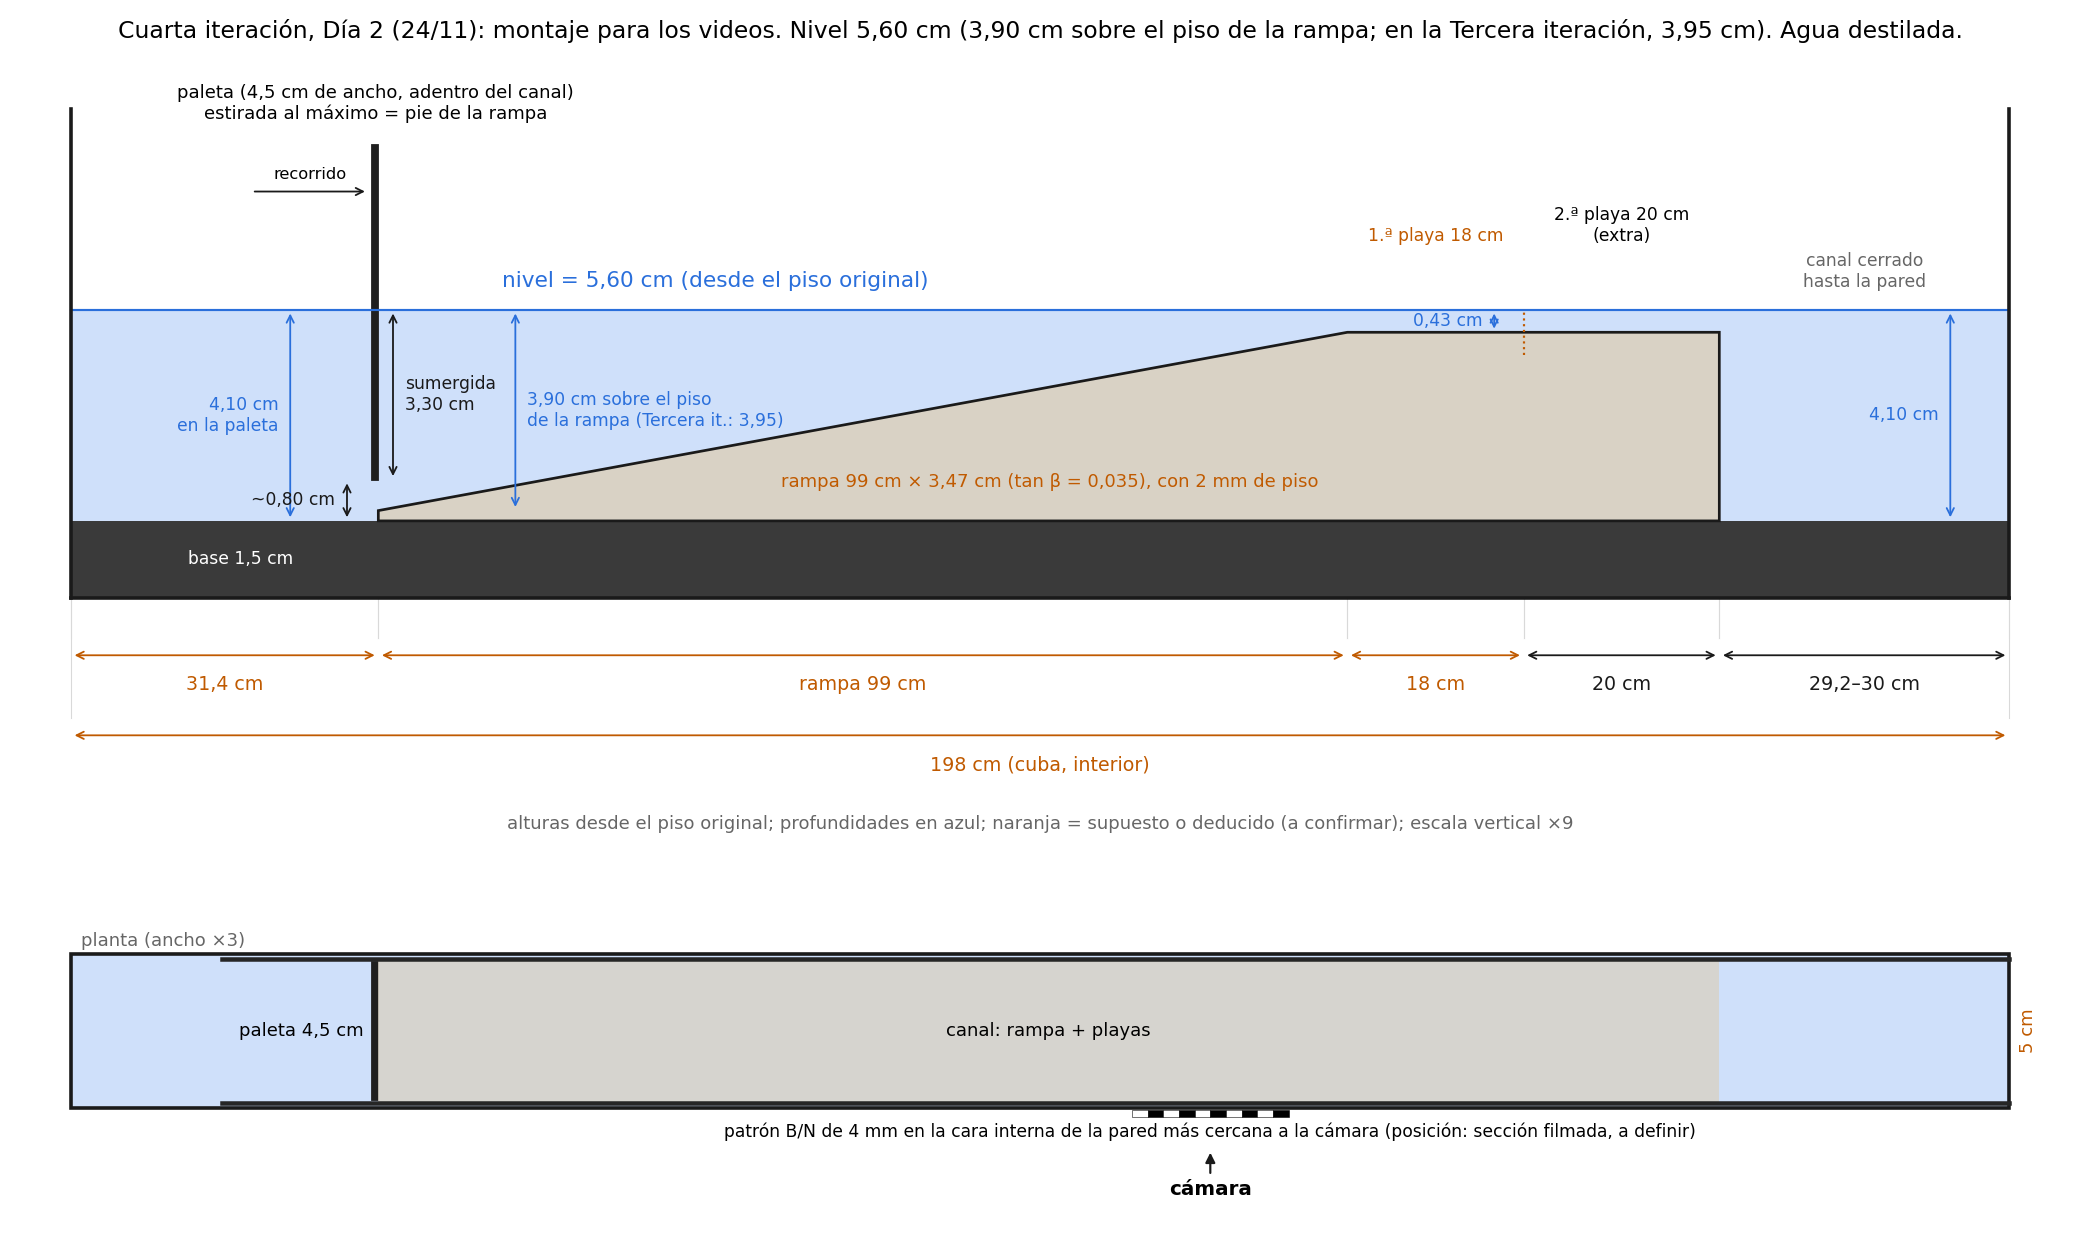 Cuarta iteración, Día 2 (24/11): montaje para los videos. Nivel 5,60 cm (3,90 cm sobre el piso de la rampa; en la Tercera iteración, 3,95 cm). Agua destilada.
paleta (4,5 cm de ancho, adentro del canal)
estirada al máximo = pie de la rampa
recorrido
1.ª playa 18 cm
2.ª playa 20 cm
(extra)
canal cerrado
hasta la pared
nivel = 5,60 cm (desde el piso original)
0,43 cm
4,10 cm
en la paleta
sumergida
3,30 cm
3,90 cm sobre el piso
de la rampa (Tercera it.: 3,95)
4,10 cm
~0,80 cm
rampa 99 cm × 3,47 cm (tan β = 0,035), con 2 mm de piso
base 1,5 cm
31,4 cm
rampa 99 cm
18 cm
20 cm
29,2–30 cm
198 cm (cuba, interior)
alturas desde el piso original; profundidades en azul; naranja = supuesto o deducido (a confirmar); escala vertical ×9
planta (ancho ×3)
paleta 4,5 cm
canal: rampa + playas
5 cm
patrón B/N de 4 mm en la cara interna de la pared más cercana a la cámara (posición: sección filmada, a definir)
cámara